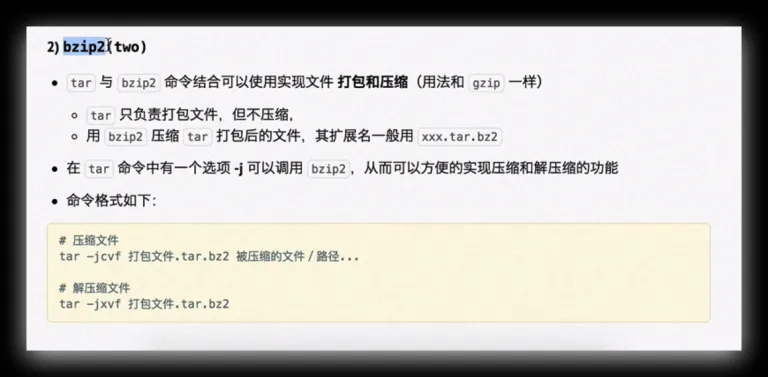 2) bzip2(two)
• tar 与 bzip2 命令结合可以使用实现文件 打包和压缩（用法和 gzip 一样）
◦ tar 只负责打包文件，但不压缩，
◦ 用 bzip2 压缩 tar 打包后的文件，其扩展名一般用 xxx.tar.bz2
• 在 tar 命令中有一个选项 -j 可以调用 bzip2，从而可以方便的实现压缩和解压缩的功能
• 命令格式如下：
# 压缩文件
tar -jcvf 打包文件.tar.bz2 被压缩的文件／路径...
# 解压缩文件
tar -jxvf 打包文件.tar.bz2